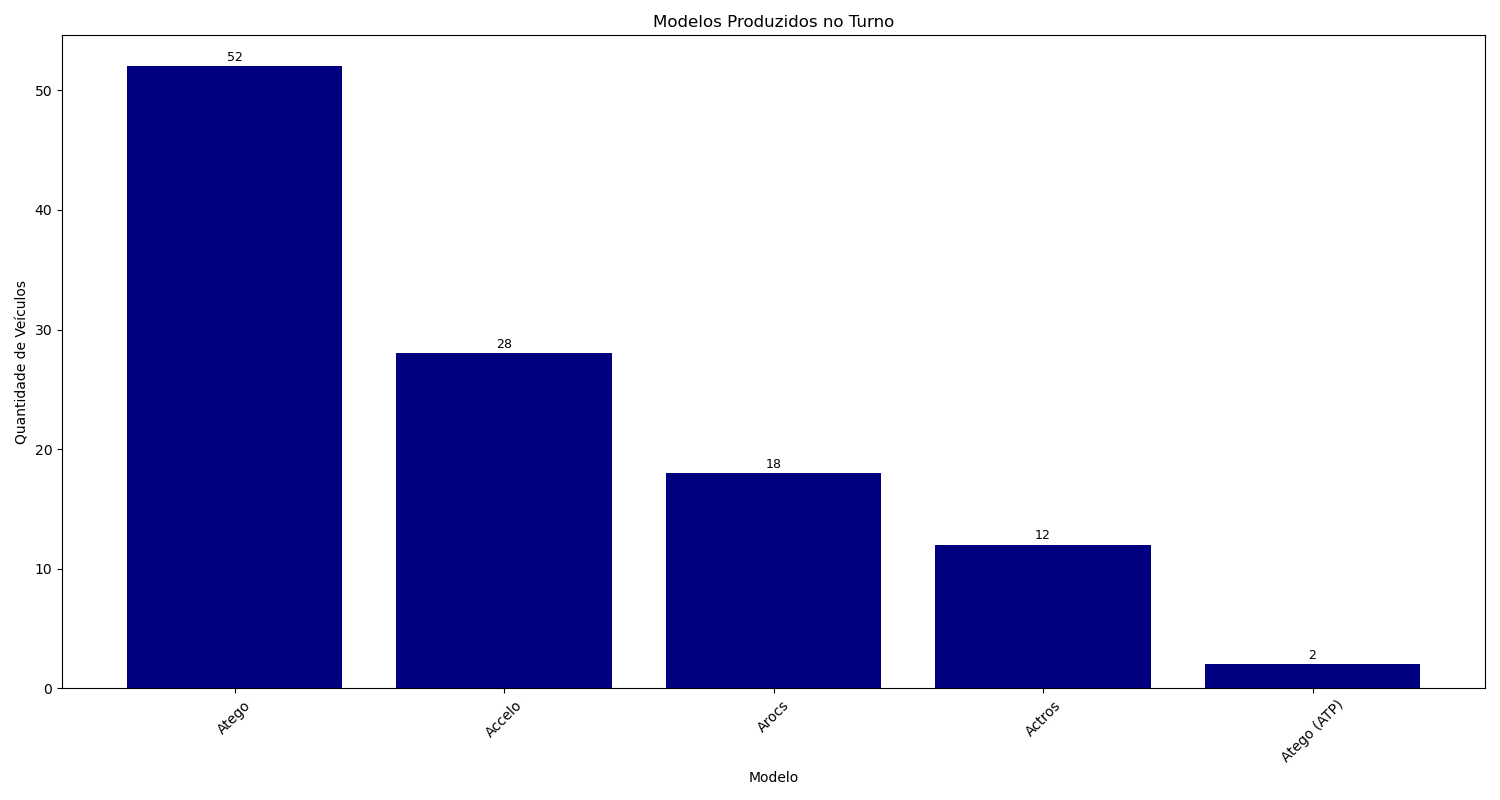 Modelos Produzidos no Turno
52
28
18
12
2
50
40
30
20
10
0
Quantidade de Veículos
Atego
Accelo
Arocs
Actros
Atego (ATP)
Modelo